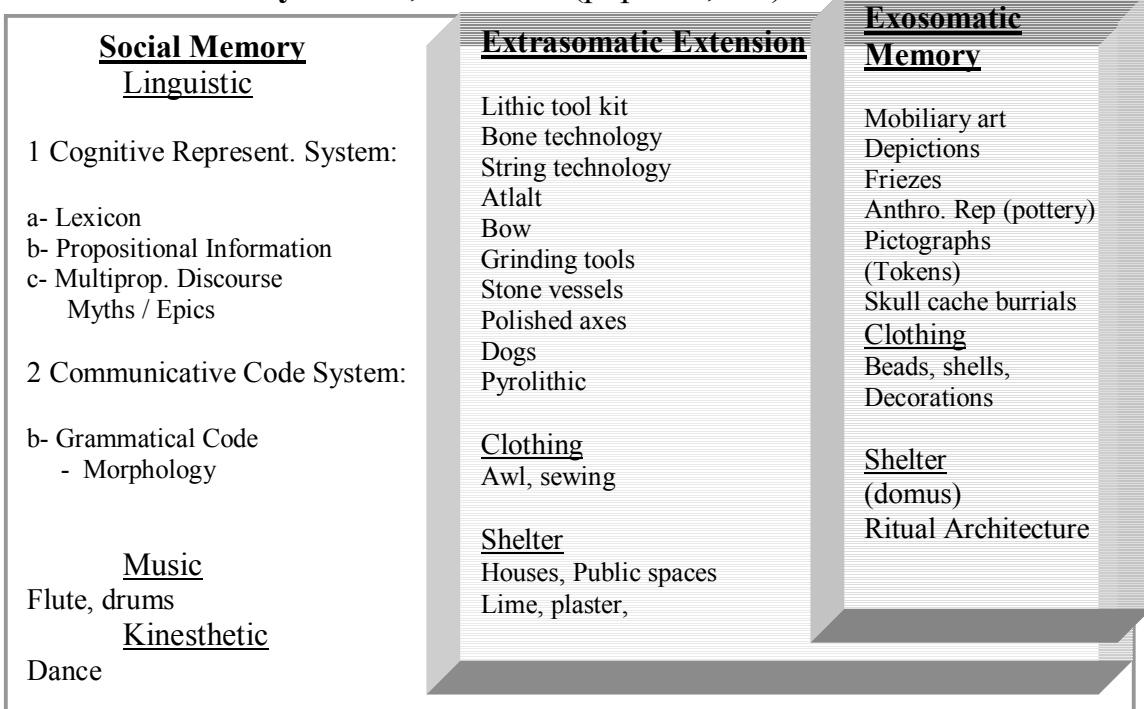 Social Memory
Linguistic
1 Cognitive Represent. System:
a- Lexicon
b- Propositional Information
c- Multiprop. Discourse
Myths / Epics
2 Communicative Code System:
b- Grammatical Code
- Morphology
Music
Flute, drums
Kinesthetic
Dance
Extrasomatic Extension
Lithic tool kit
Bone technology
String technology
Atlalt
Bow
Grinding tools
Stone vessels
Polished axes
Dogs
Pyrolithic
Clothing
Awl, sewing
Shelter
Houses, Public spaces
Lime, plaster,
Exosomatic
Memory
Mobiliary art
Depictions
Friezes
Anthro. Rep (pottery)
Pictographs
(Tokens)
Skull cache burrials
Clothing
Beads, shells,
Decorations
Shelter
(domus)
Ritual Architecture